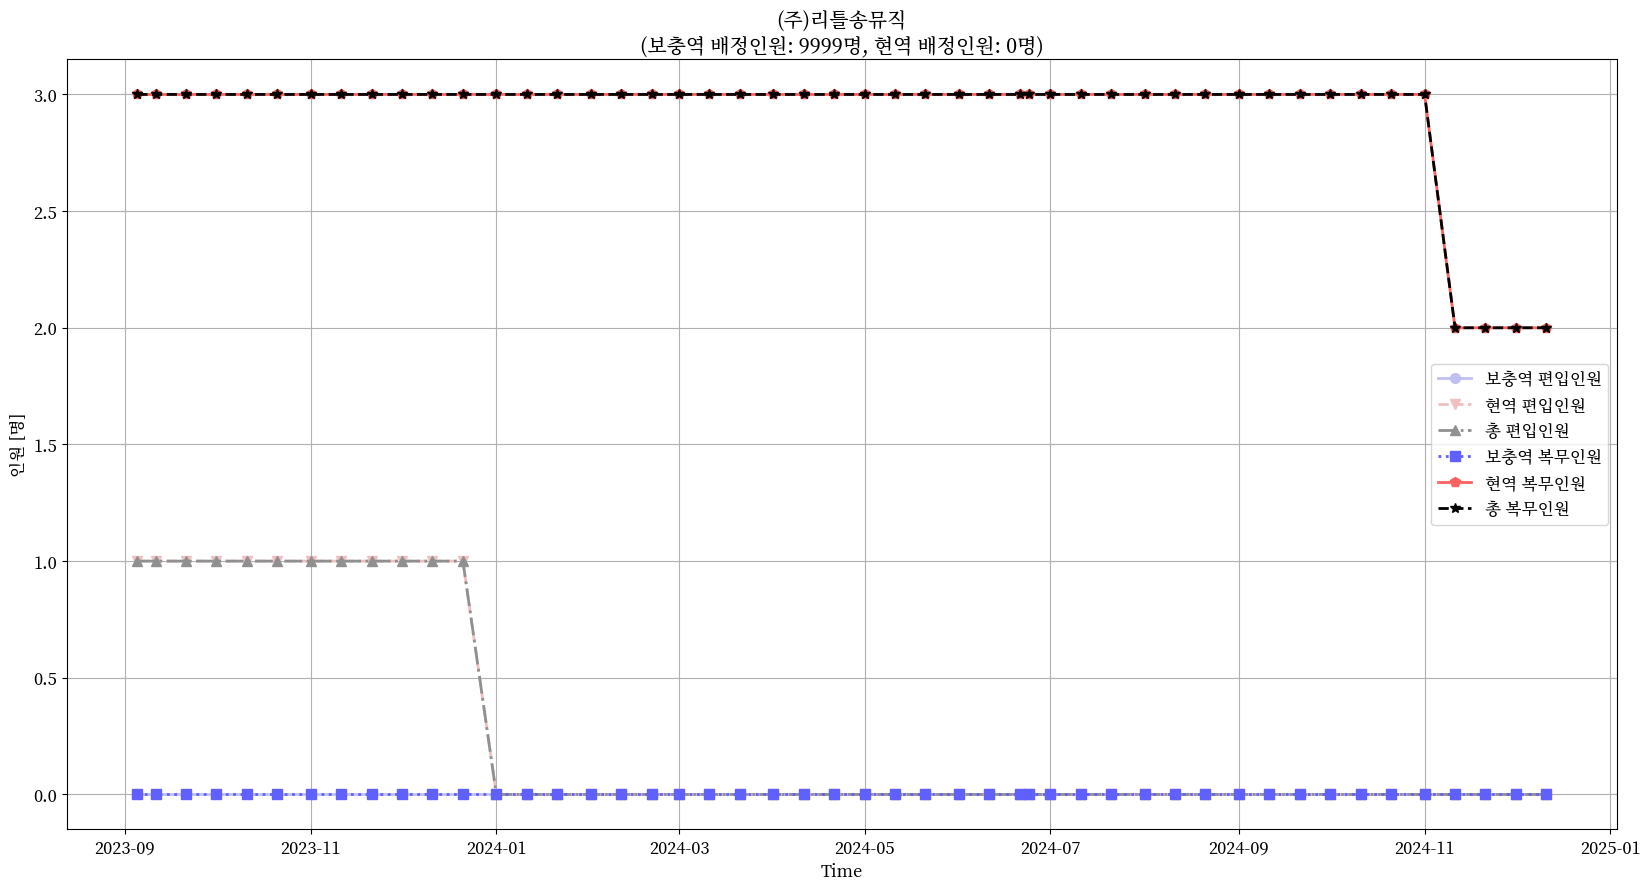 (주)리틀송뮤직
(보충역 배정인원: 9999명, 현역 배정인원: 0명)
3.0
2.5
2.0
1.5
1.0
0.5
0.0
인원 [명]
보충역 편입인원
현역 편입인원
총 편입인원
보충역 복무인원
현역 복무인원
총 복무인원
2023-09 2023-11 2024-01 2024-03 2024-05 2024-07 2024-09 2024-11 2025-01
Time